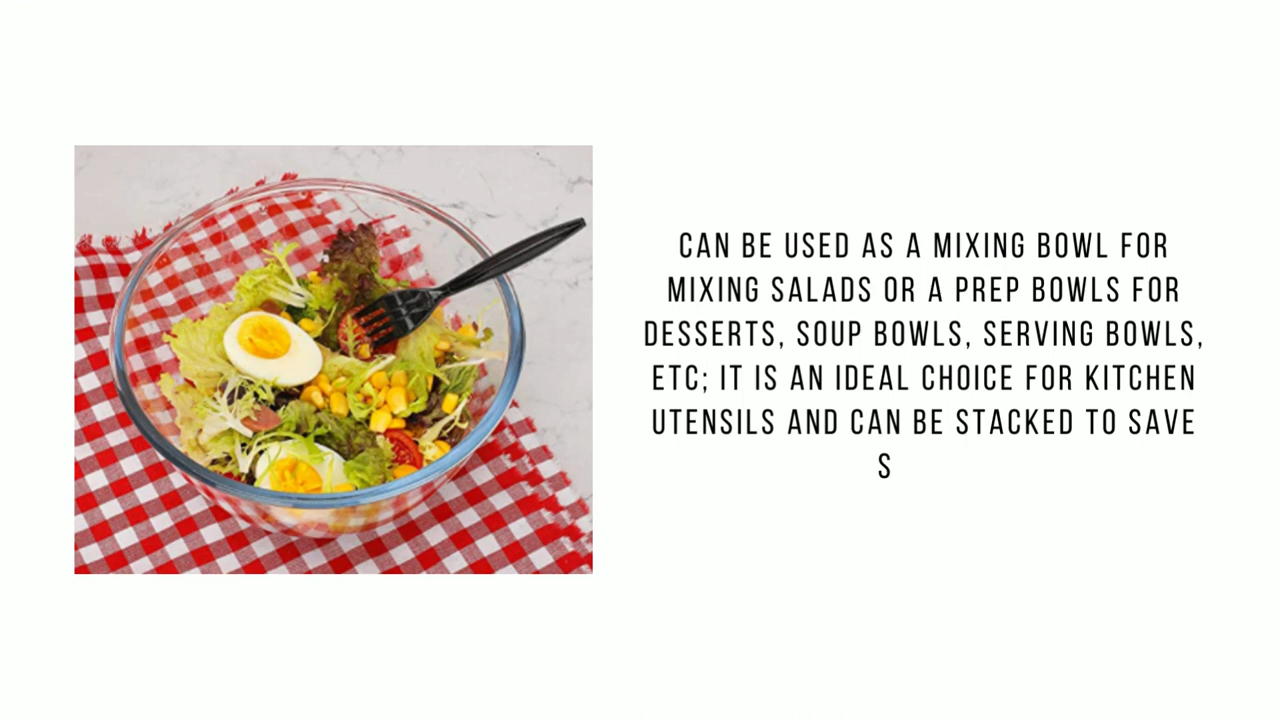 CAN BE USED AS A MIXING BOWL FOR
MIXING SALADS OR A PREP BOWLS FOR
DESSERTS, SOUP BOWLS, SERVING BOWLS,
ETC; IT IS AN IDEAL CHOICE FOR KITCHEN
UTENSILS AND CAN BE STACKED TO SAVE
S